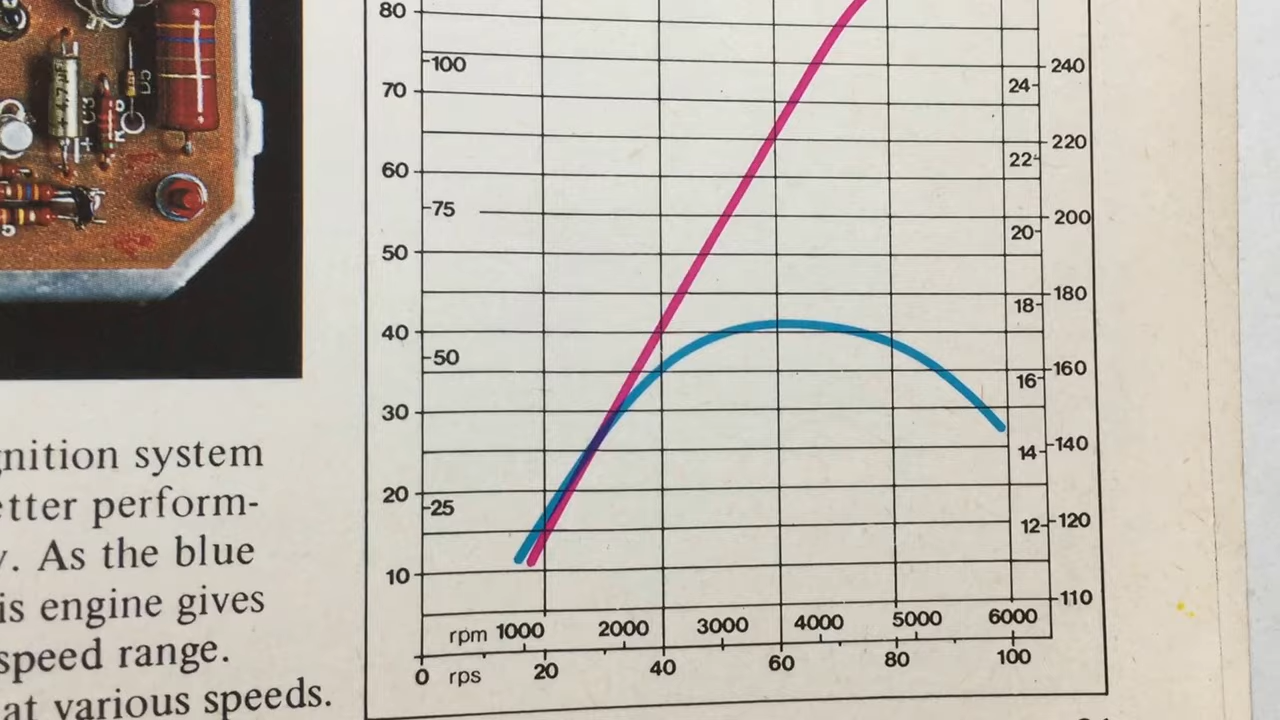 80
100
240
24
70
220
22
60
75
200
20
50
180
18
40
50
160
16
30
140
14
20
25
120
12
10
110
rpm 1000 2000 3000 4000 5000 6000
0 rps 20 40 60 80 100
C3
D5
gnition system
etter perform-
y. As the blue
is engine gives
speed range.
at various speeds.